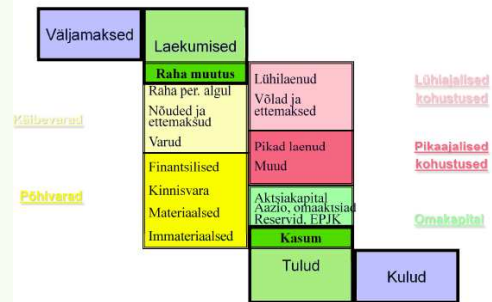 Väljamaksed
Laekumised
Raha muutus
Raha per. algul
Nõuded ja
ettemaksud
Varud
Finantsilised
Kinnisvara
Materiaalsed
Immateriaalsed
Lühilaenud
Võlad ja
ettemaksed
Pikad laenud
Muud
Aktsiakapital
Aazio, omaaktsiad
Reservid, EPJK
Kasum
Tulud
Kulud
Käibevarad
Põhivarad
Lühiajalised
kohustused
Pikaajalised
kohustused
Omakapital